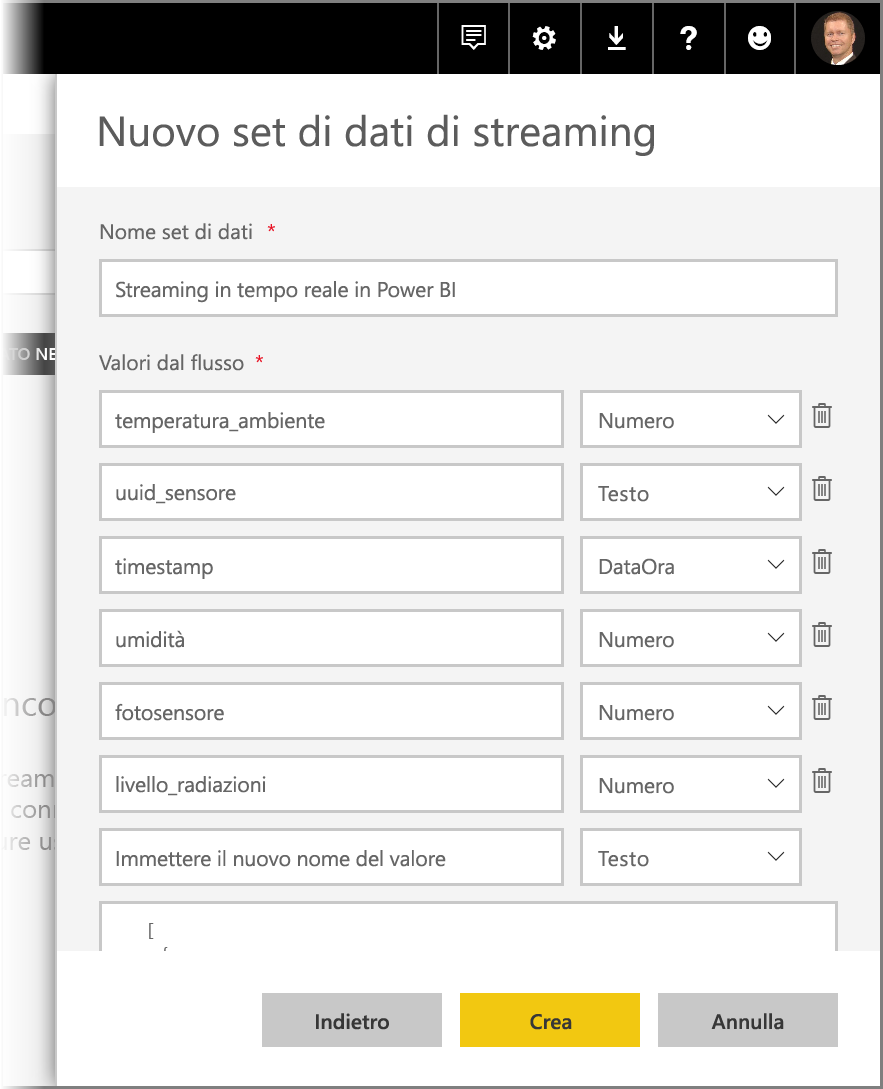 Nuovo set di dati di streaming
Nome set di dati *
Streaming in tempo reale in Power BI
TO NE
Valori dal flusso *
temperatura_ambiente Numero
uuid_sensore Testo
timestamp DataOra
umidità Numero
fotosensore Numero
nco
livello_radiazioni Numero
ream
con
ure u
Immettere il nuovo nome del valore Testo
[
Indietro Crea Annulla